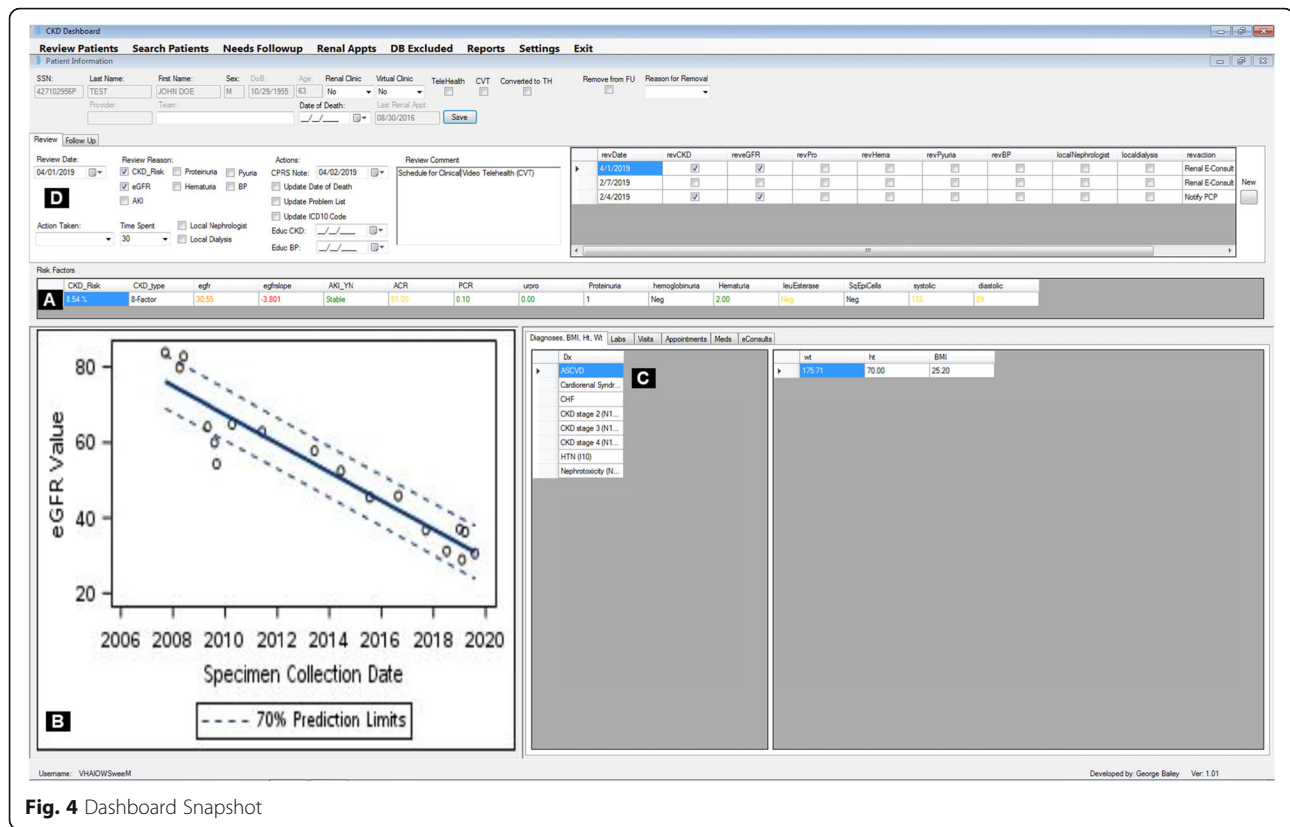 CKD Dashboard
Review Patients Search Patients Needs Followup Renal Appts DB Excluded Reports Settings Exit
Patient Information
SSN: Last Name: First Name: Sex: DoB: Age: Renal Clinic Virtual Clinic TeleHealth CVT Converted to TH Remove from FU Reason for Removal
427102956P TEST JOHN DOE M 10/29/1955 63 No No
Provider: Team: Date of Death: Last Renal Appt:
__/__/____ 08/30/2016 Save
Review Follow Up
Review Date: Review Reason: Actions: Review Comment
04/01/2019 CKD_Risk Proteinuria Pyuria CPRS Note: 04/02/2019 Schedule for Clinical Video Telehealth (CVT)
D eGFR Hematuria BP Update Date of Death
AKI Update Problem List
Update ICD10 Code
Action Taken: Time Spent Local Nephrologist Educ CKD: __/__/____
30 Local Dialysis Educ BP: __/__/____
revDate revCKD reveGFR revPro revHema revPyuria revBP localNephrologist localdialysis revaction
4/1/2019 Renal E-Consult
2/7/2019 Renal E-Consult New
2/4/2019 Notify PCP
Risk Factors
CKD_Risk CKD_type egfr egfrslope AKI_YN ACR PCR urpro Proteinuria hemoglobinuria Hematuria leuEsterase SqEpiCells systolic diastolic
A 8.54 % 8-Factor 30.55 -3.801 Stable 51.00 0.10 0.00 1 Neg 2.00 Neg Neg 133 89
80
60
40
20
eGFR Value
2006 2008 2010 2012 2014 2016 2018 2020
Specimen Collection Date
70% Prediction Limits
B
Diagnoses, BMI, Ht, Wt Labs Visits Appointments Meds eConsults
Dx
ASCVD C
Cardiorenal Syndr...
CHF
CKD stage 2 (N1...
CKD stage 3 (N1...
CKD stage 4 (N1...
HTN (I10)
Nephrotoxicity (N...
wt ht BMI
175.71 70.00 25.20
Username: VHAIOWSweeM Developed by: George Bailey Ver: 1.01
Fig. 4 Dashboard Snapshot